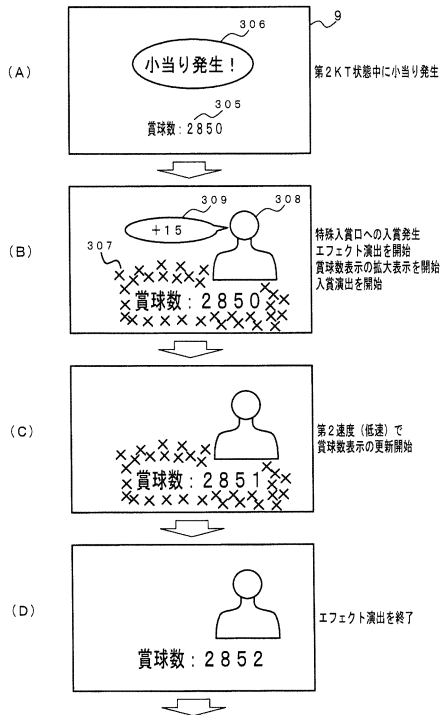 306
9
(A)
小当り発生!
第2KT状態中に小当り発生
305
賞球数:2850
309
308
(B)
+15
307
特殊入賞口への入賞発生
エフェクト演出を開始
賞球数表示の拡大表示を開始
入賞演出を開始
賞球数:2850
(C)
第2速度(低速)で
賞球数表示の更新開始
賞球数:2851
(D)
エフェクト演出を終了
賞球数:2852